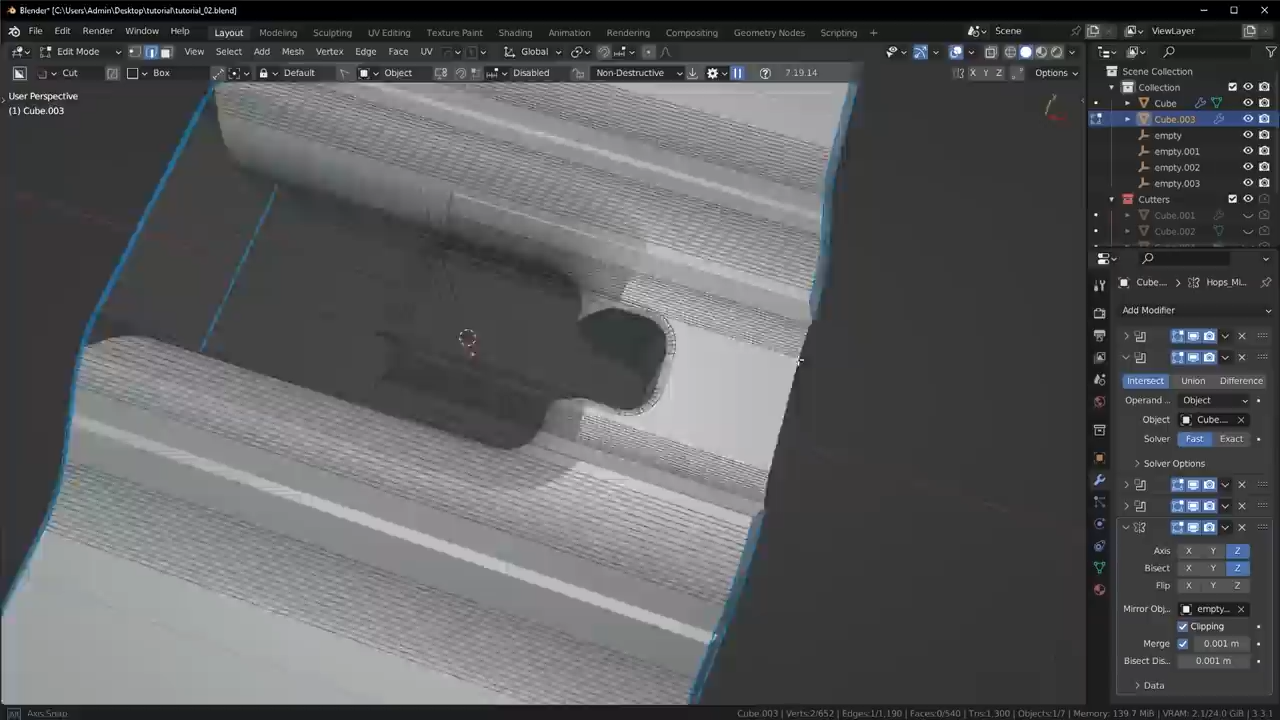 Blender* [C:\Users\Admin\Desktop\tutorial\tutorial_02.blend]
File Edit Render Window Help Layout Modeling Sculpting UV Editing Texture Paint Shading Animation Rendering Compositing Geometry Nodes Scripting Scene ViewLayer
Edit Mode View Select Add Mesh Vertex Edge Face UV Global
Cut Box Default Object Disabled Non-Destructive 7.19.14 X Y Z Options
User Perspective
(1) Cube.003
Scene Collection
Collection
Cube
Cube.003
empty
empty.001
empty.002
empty.003
Cutters
Cube.001
Cube.002
Cube... Hops_Mi...
Add Modifier
Intersect Union Difference
Operand ... Object
Object Cube...
Solver Fast Exact
Solver Options
Axis X Y Z
Bisect X Y Z
Flip X Y Z
Mirror Obj... empty...
Clipping
Merge 0.001 m
Bisect Dis... 0.001 m
Data
Axis Snap
Cube.003 | Verts:2/652 | Edges:1/1,190 | Faces:0/540 | Tris:1,300 | Objects:1/7 | Memory: 139.7 MiB | VRAM: 2.1/24.0 GiB | 3.3.1